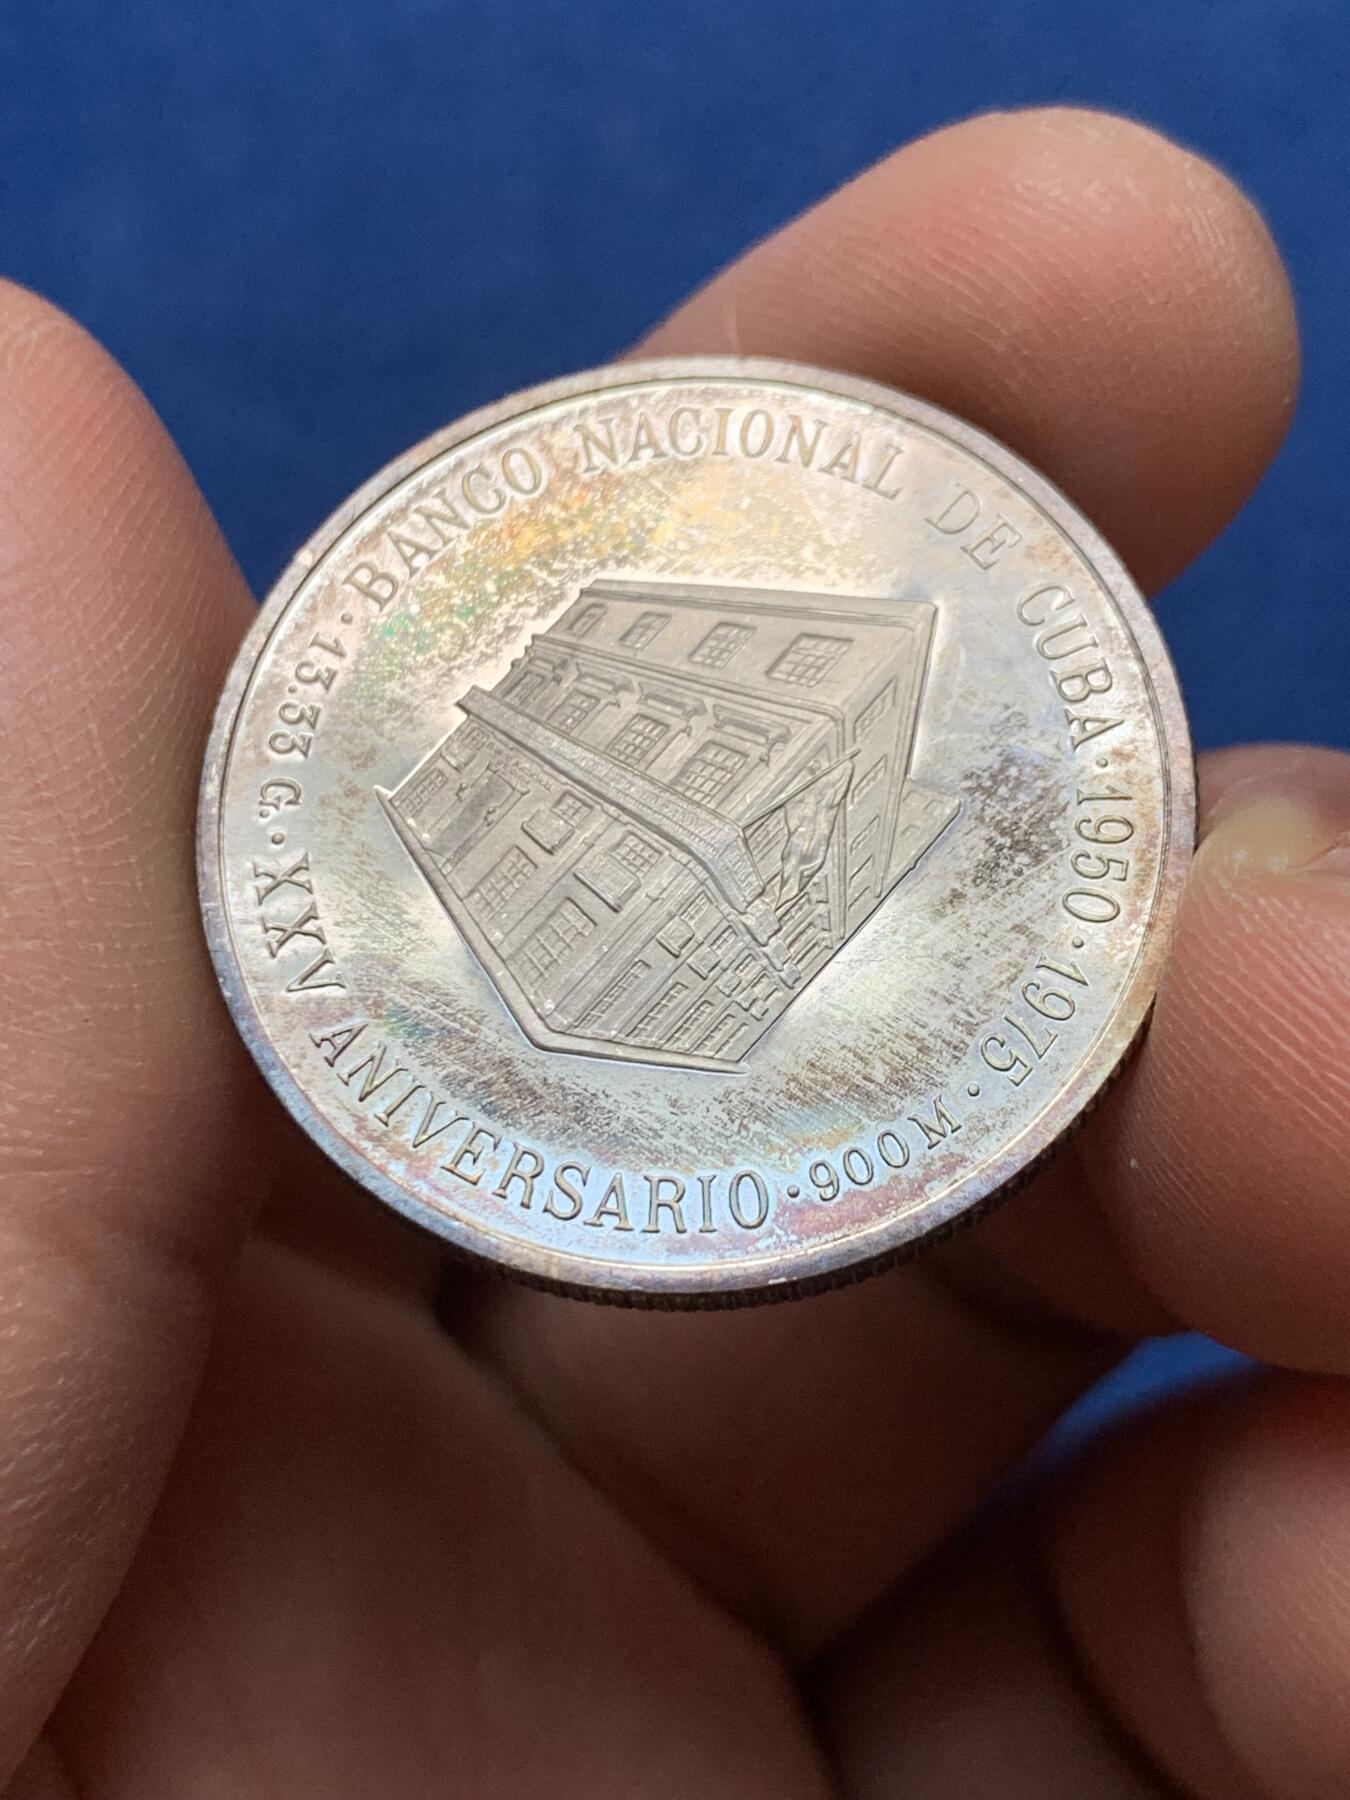 BANCO NACIONAL DE CUBA · 1950 · 1975 ·
XXV ANIVERSARIO · 900 M · 13.33 G. ·